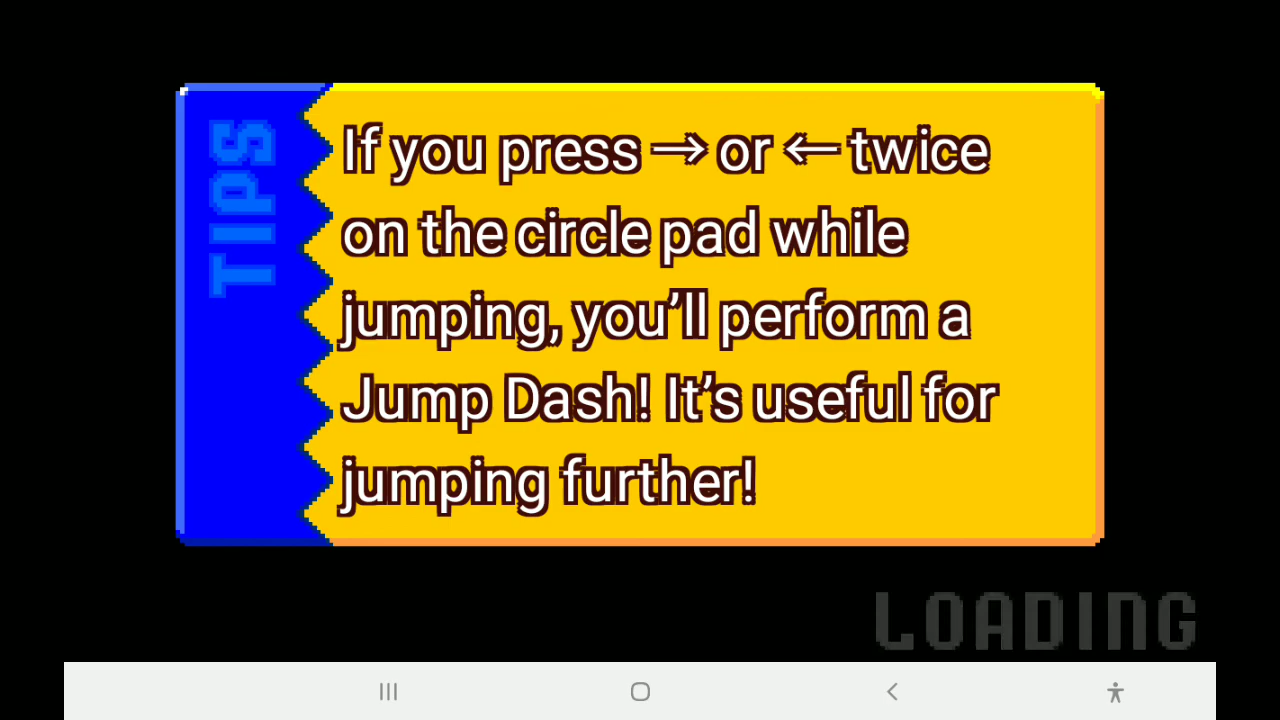 TIPS
If you press → or ← twice
on the circle pad while
jumping, you’ll perform a
Jump Dash! It’s useful for
jumping further!
LOADING